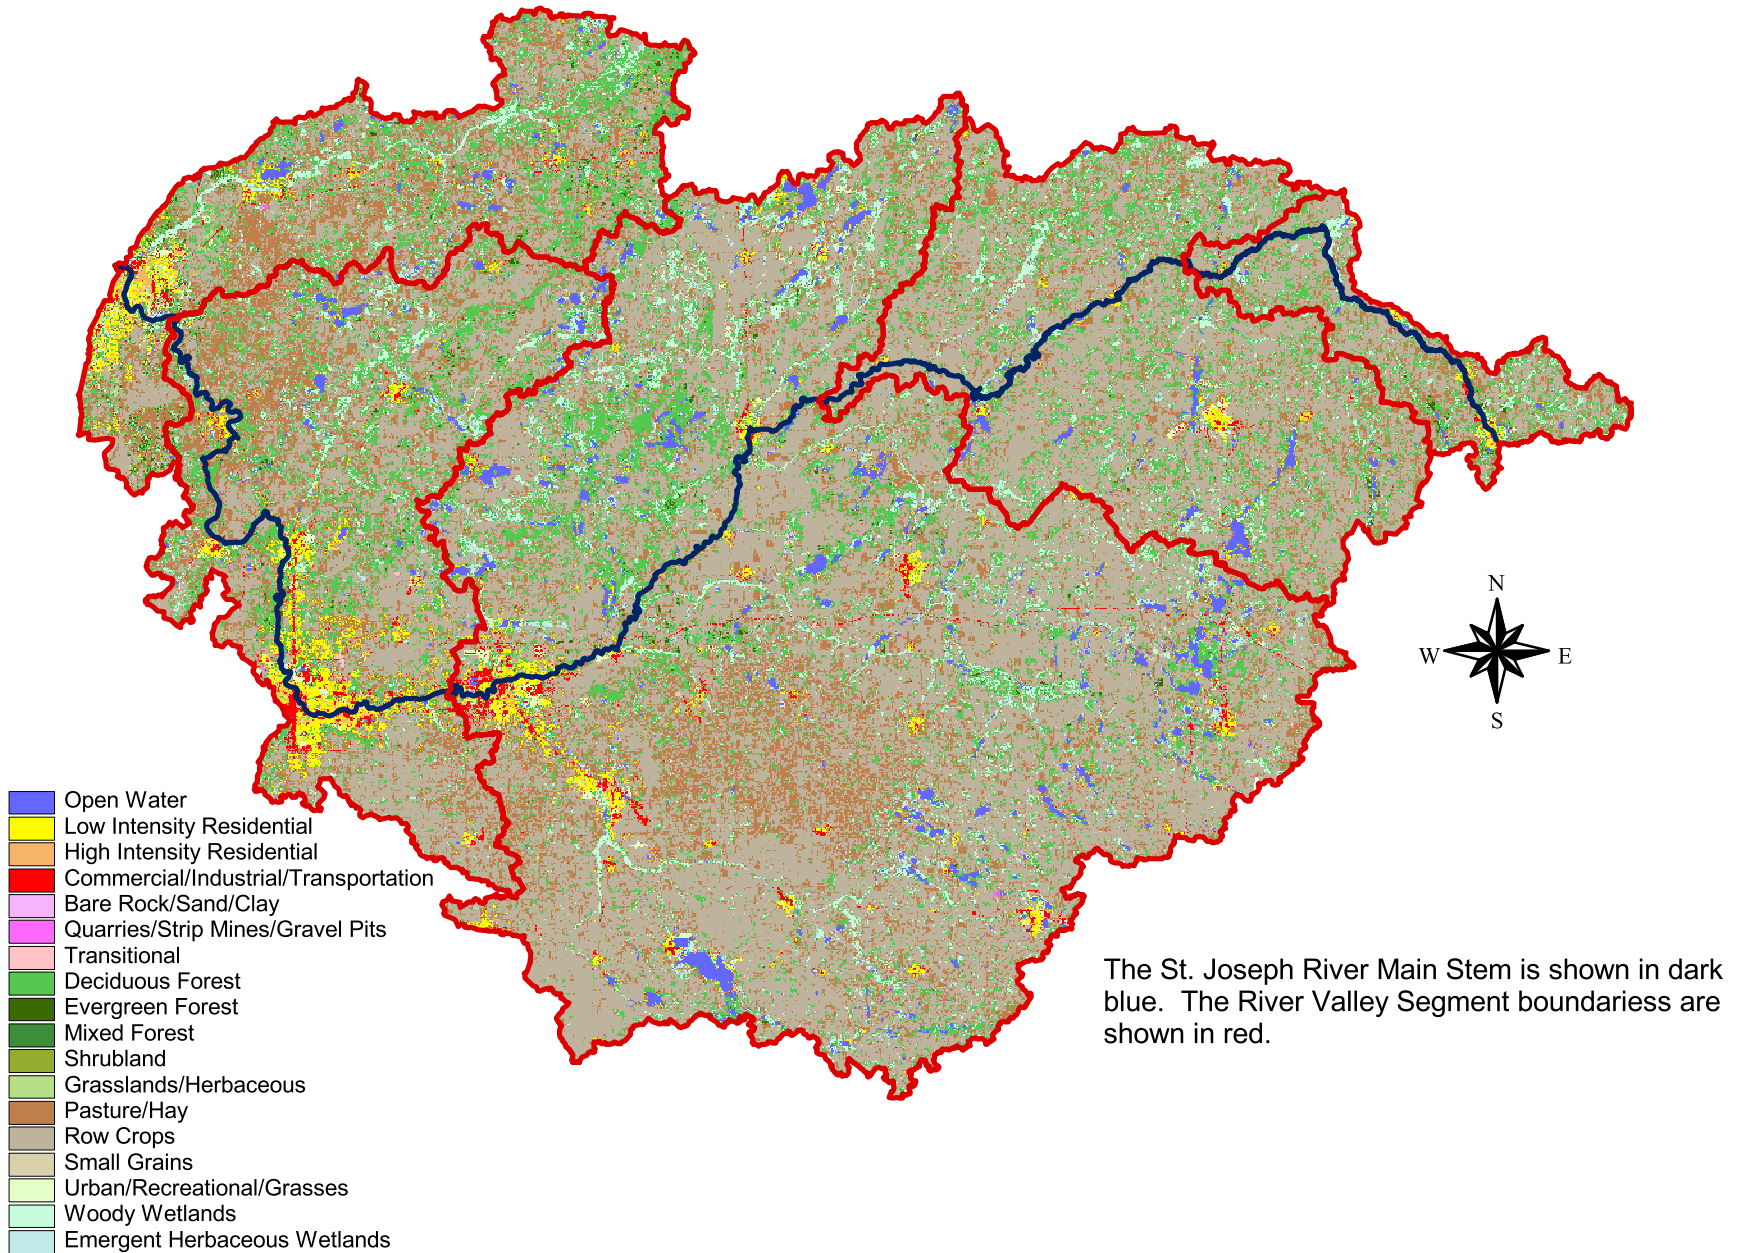 N
W
E
S
Open Water
Low Intensity Residential
High Intensity Residential
Commercial/Industrial/Transportation
Bare Rock/Sand/Clay
Quarries/Strip Mines/Gravel Pits
Transitional
Deciduous Forest
Evergreen Forest
Mixed Forest
Shrubland
Grasslands/Herbaceous
Pasture/Hay
Row Crops
Small Grains
Urban/Recreational/Grasses
Woody Wetlands
Emergent Herbaceous Wetlands
The St. Joseph River Main Stem is shown in dark
blue.  The River Valley Segment boundariess are
shown in red.